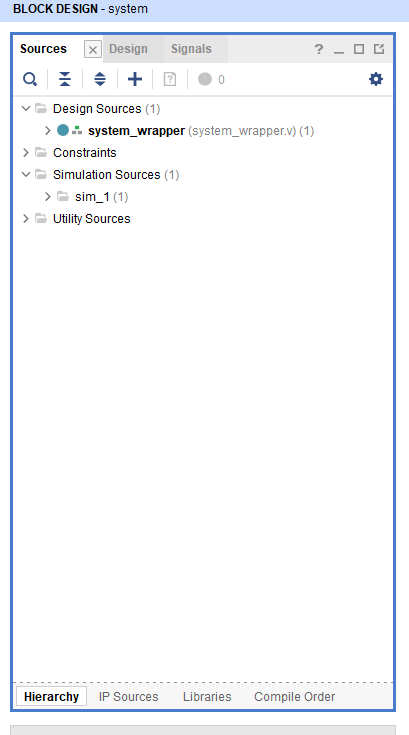 BLOCK DESIGN - system
Sources Design Signals
0
Design Sources (1)
system_wrapper (system_wrapper.v) (1)
Constraints
Simulation Sources (1)
sim_1 (1)
Utility Sources
Hierarchy IP Sources Libraries Compile Order